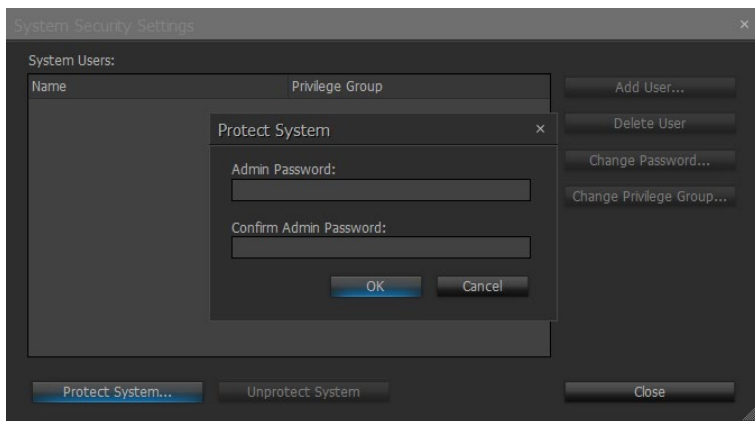 System Security Settings
System Users:
Name Privilege Group
Add User...
Protect System
Delete User
Admin Password:
Change Password...
Change Privilege Group...
Confirm Admin Password:
OK Cancel
Protect System... Unprotect System Close